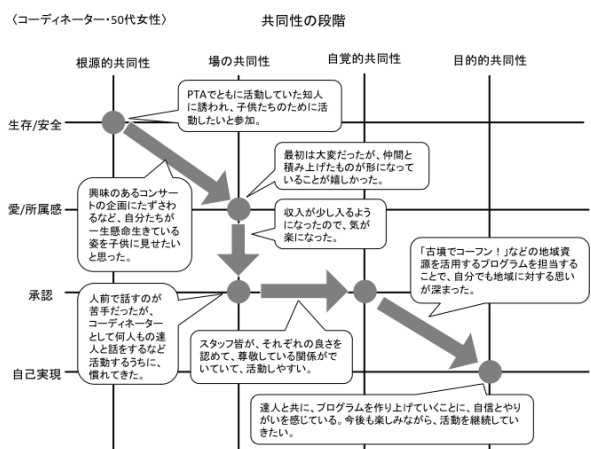 〈コーディネーター・50代女性〉
共同性の段階
根源的共同性
場の共同性
自覚的共同性
目的的共同性
生存/安全
PTAでともに活動していた知人
に誘われ、子供たちのために活
動したいと参加。
最初は大変だったが、仲間と
積み上げたものが形になって
いることが嬉しかった。
興味のあるコンサー
トの企画にたずさわ
るなど、自分たちが
一生懸命生きている
姿を子供に見せたい
と思った。
愛/所属感
収入が少し入るよう
になったので、気が
楽になった。
「古墳でコーフン！」などの地域資
源を活用するプログラムを担当する
ことで、自分でも地域に対する思い
が深まった。
承認
人前で話すのが
苦手だったが、
コーディネーター
として何人もの達
人と話をするなど
活動するうちに、
慣れてきた。
スタッフ皆が、それぞれの良さを
認めて、尊敬している関係がで
いていて、活動しやすい。
自己実現
達人と共に、プログラムを作り上げていくことに、自信とやり
がいを感じている。今後も楽しみながら、活動を継続してい
きたい。